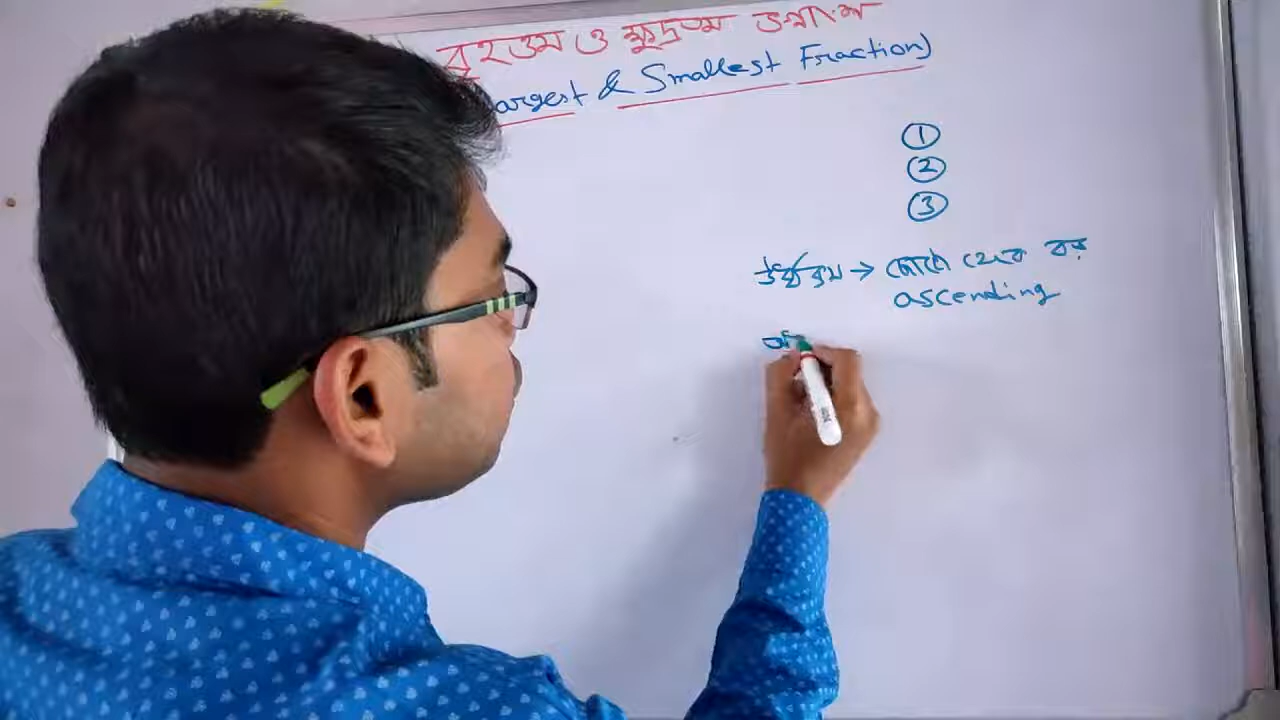 বৃহত্তম ও ক্ষুদ্রতম ভগ্নাংশ
largest & Smallest Fraction)
①
②
③
ঊর্ধ্বক্রম → ছোট থেকে বড়
ascending